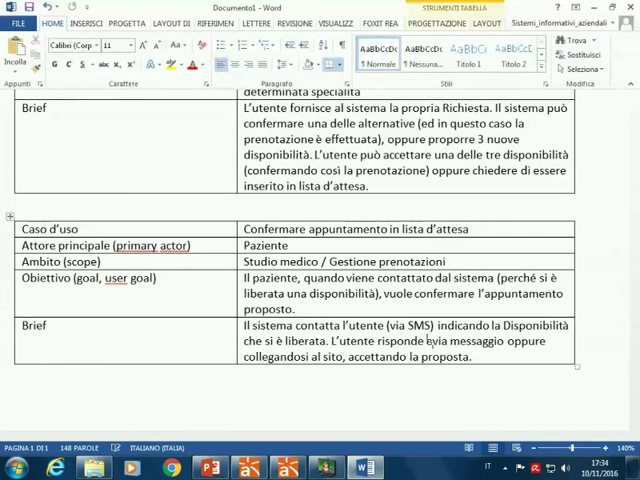 Documento1 - Word
STRUMENTI TABELLA
FILE
HOME
INSERISCI
PROGETTA
LAYOUT DI
RIFERIMEN
LETTERE
REVISIONE
VISUALIZZ
FOXIT REA
PROGETTAZIONE
LAYOUT
Sistemi_informativi_aziendali
Incolla
Calibri (Corp
11
AaBbCcDc
AaBbCcDc
AaBbC
AaBbCcD
¶ Normale
¶ Nessuna...
Titolo 1
Titolo 2
Trova
Sostituisci
Seleziona
Appunti
Carattere
Paragrafo
Stili
Modifica
determinata specialità
Brief
L'utente fornisce al sistema la propria Richiesta. Il sistema può
confermare una delle alternative (ed in questo caso la
prenotazione è effettuata), oppure proporre 3 nuove
disponibilità. L'utente può accettare una delle tre disponibilità
(confermando così la prenotazione) oppure chiedere di essere
inserito in lista d'attesa.
Caso d'uso
Confermare appuntamento in lista d'attesa
Attore principale (primary actor)
Paziente
Ambito (scope)
Studio medico / Gestione prenotazioni
Obiettivo (goal, user goal)
Il paziente, quando viene contattato dal sistema (perché si è
liberata una disponibilità), vuole confermare l'appuntamento
proposto.
Brief
Il sistema contatta l'utente (via SMS) indicando la Disponibilità
che si è liberata. L'utente risponde via messaggio oppure
collegandosi al sito, accettando la proposta.
PAGINA 1 DI 1
148 PAROLE
ITALIANO (ITALIA)
140%
IT
17:34
10/11/2016